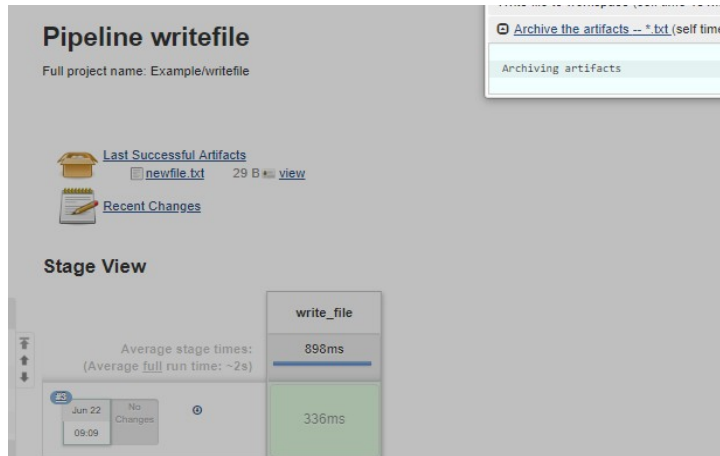 Pipeline writefile
Full project name: Example/writefile
Last Successful Artifacts
newfile.txt 29 B view
Recent Changes
Stage View
write_file
Average stage times: 898ms
(Average full run time: ~2s)
#3
Jun 22 No Changes
09:09
336ms
Archive the artifacts -- *.txt (self time
Archiving artifacts